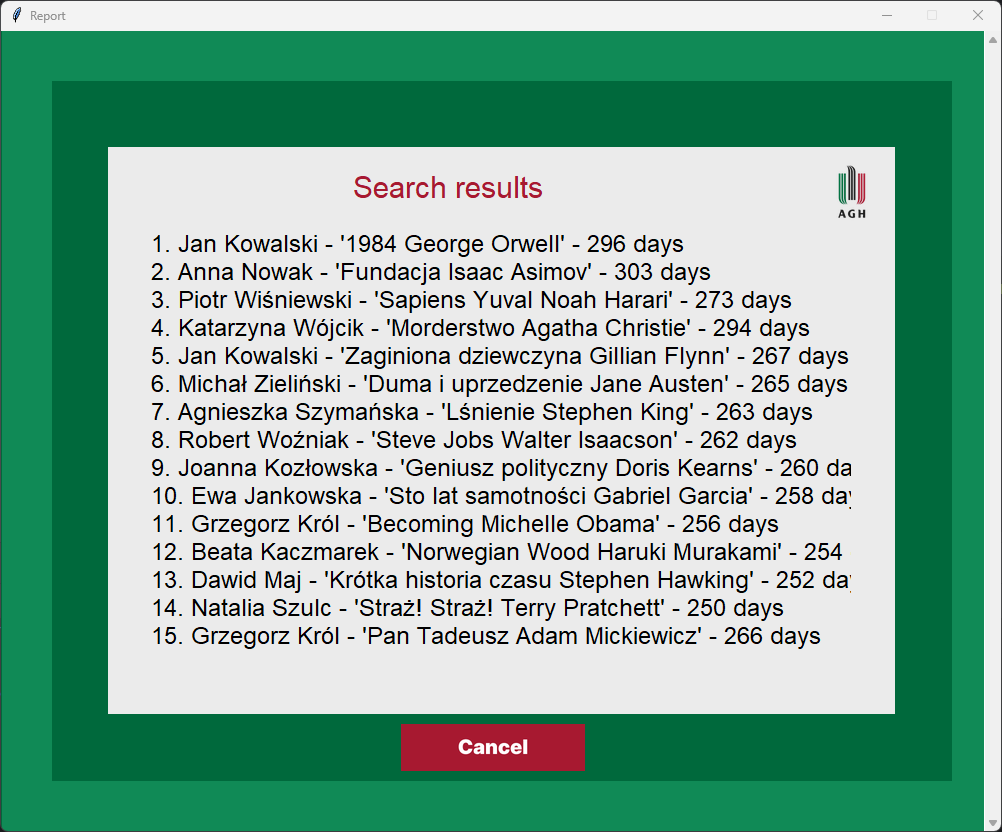 Report
Search results
AGH
1. Jan Kowalski - '1984 George Orwell' - 296 days
2. Anna Nowak - 'Fundacja Isaac Asimov' - 303 days
3. Piotr Wiśniewski - 'Sapiens Yuval Noah Harari' - 273 days
4. Katarzyna Wójcik - 'Morderstwo Agatha Christie' - 294 days
5. Jan Kowalski - 'Zaginiona dziewczyna Gillian Flynn' - 267 days
6. Michał Zieliński - 'Duma i uprzedzenie Jane Austen' - 265 days
7. Agnieszka Szymańska - 'Lśnienie Stephen King' - 263 days
8. Robert Woźniak - 'Steve Jobs Walter Isaacson' - 262 days
9. Joanna Kozłowska - 'Geniusz polityczny Doris Kearns' - 260 da
10. Ewa Jankowska - 'Sto lat samotności Gabriel Garcia' - 258 day
11. Grzegorz Król - 'Becoming Michelle Obama' - 256 days
12. Beata Kaczmarek - 'Norwegian Wood Haruki Murakami' - 254
13. Dawid Maj - 'Krótka historia czasu Stephen Hawking' - 252 day
14. Natalia Szulc - 'Straż! Straż! Terry Pratchett' - 250 days
15. Grzegorz Król - 'Pan Tadeusz Adam Mickiewicz' - 266 days
Cancel